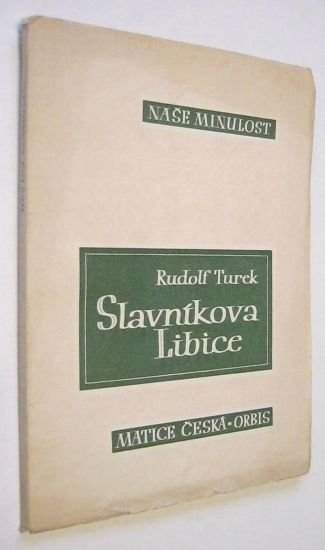 NAŠE MINULOST
Rudolf Turek
Slavníkova
Libice
MATICE ČESKÁ-ORBIS